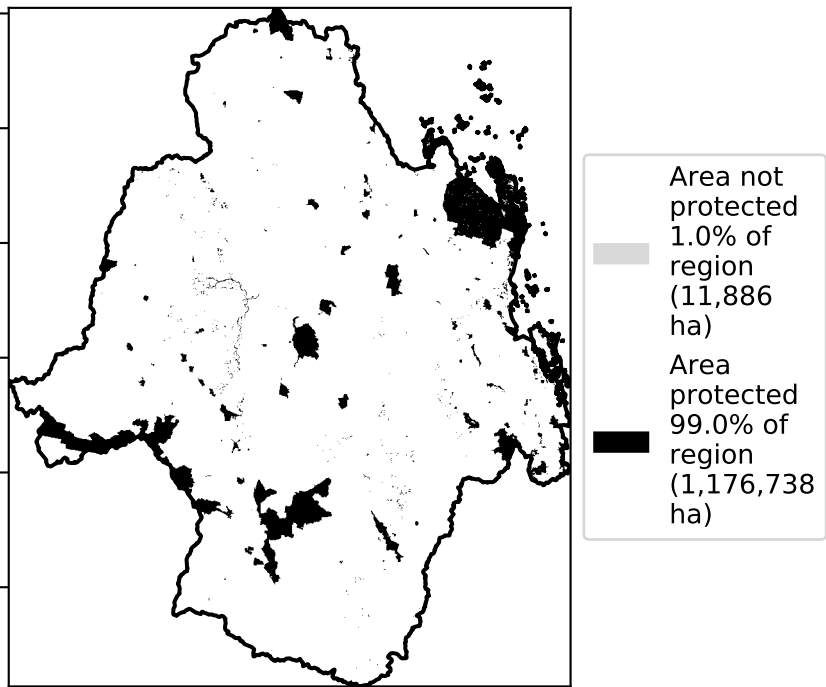 Area not
protected
1.0% of
region
(11,886
ha)
Area
protected
99.0% of
region
(1,176,738
ha)